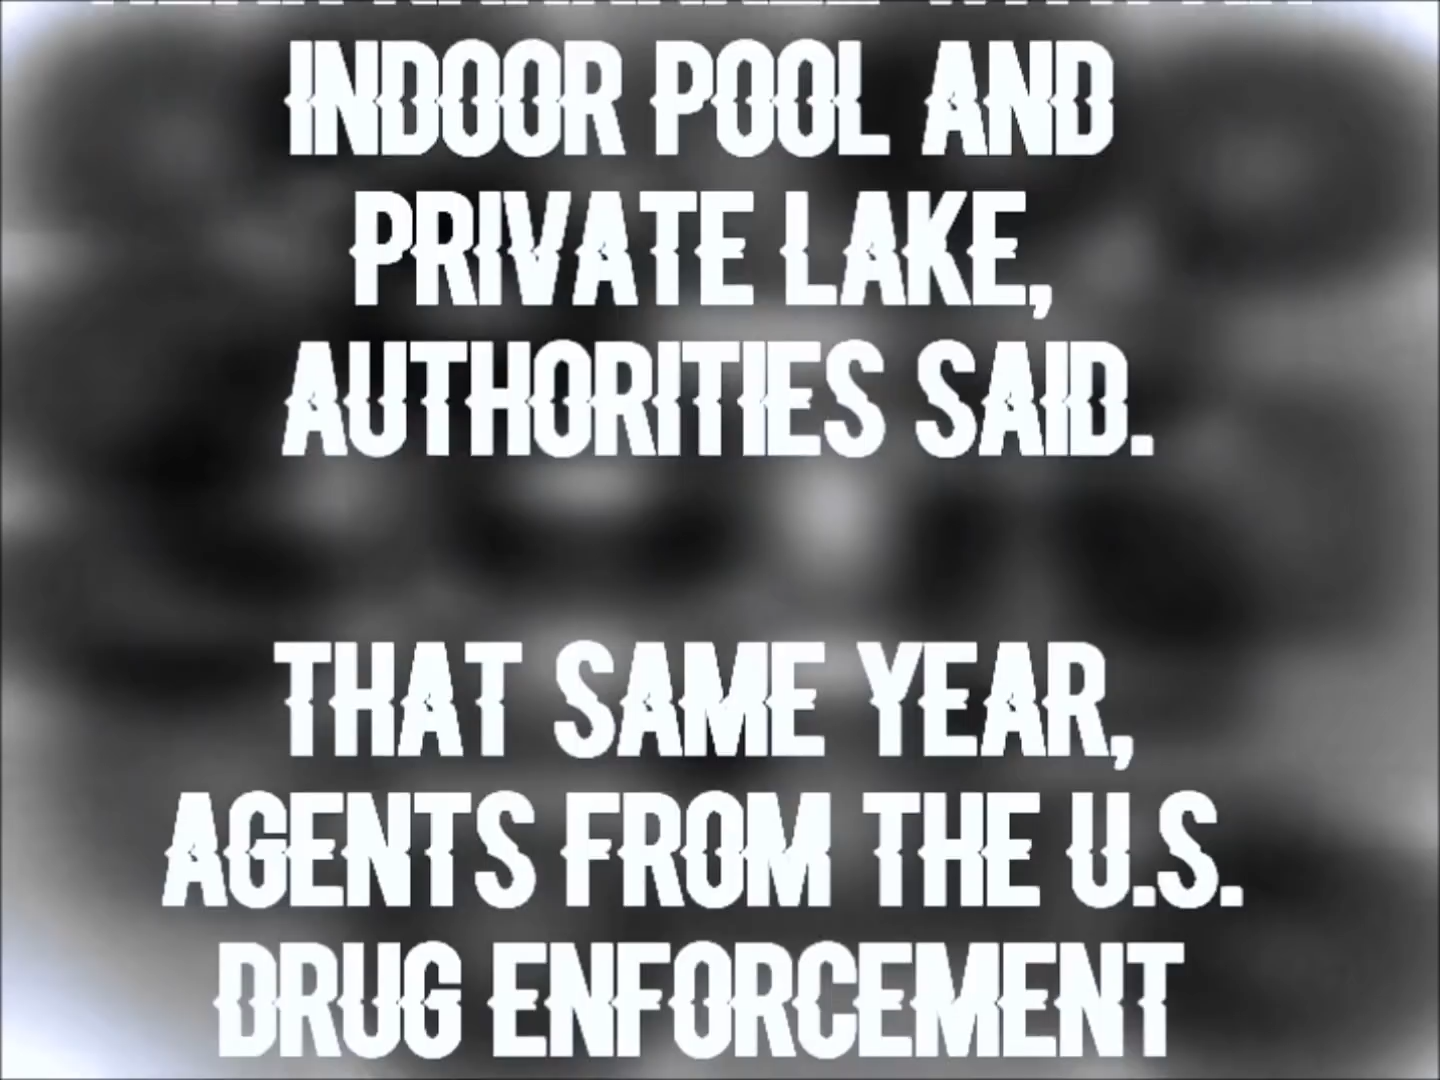 INDOOR POOL AND
PRIVATE LAKE,
AUTHORITIES SAID.
THAT SAME YEAR,
AGENTS FROM THE U.S.
DRUG ENFORCEMENT